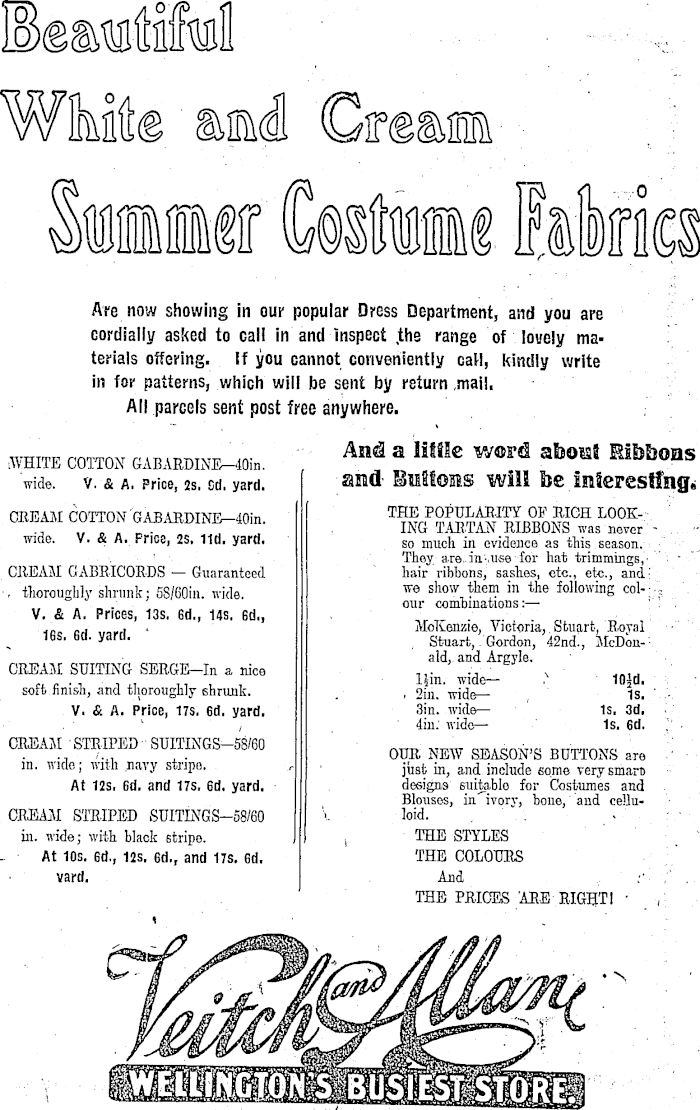 Beautiful
White and Cream
Summer Costume Fabrics
Are now showing in our popular Dress Department, and you are
cordially asked to call in and inspect the range of lovely ma-
terials offering. If you cannot conveniently call, kindly write
in for patterns, which will be sent by return mail.
All parcels sent post free anywhere.
WHITE COTTON GABARDINE—40in.
wide. V. & A. Price, 2s. 6d. yard.
CREAM COTTON GABARDINE—40in.
wide. V. & A. Price, 2s. 11d. yard.
CREAM GABRICORDS — Guaranteed
thoroughly shrunk; 58/60in. wide.
V. & A. Prices, 13s. 6d., 14s. 6d.,
16s. 6d. yard.
CREAM SUITING SERGE—In a nice
soft finish, and thoroughly shrunk.
V. & A. Price, 17s. 6d. yard.
CREAM STRIPED SUITINGS—58/60
in. wide; with navy stripe.
At 12s. 6d. and 17s. 6d. yard.
CREAM STRIPED SUITINGS—58/60
in. wide; with black stripe.
At 10s. 6d., 12s. 6d., and 17s. 6d.
yard.
And a little word about Ribbons
and Buttons will be interesting.
THE POPULARITY OF RICH LOOK-
ING TARTAN RIBBONS was never
so much in evidence as this season.
They are in use for hat trimmings,
hair ribbons, sashes, etc., etc., and
we show them in the following col-
our combinations:—
McKenzie, Victoria, Stuart, Royal
Stuart, Gordon, 42nd., McDon-
ald, and Argyle.
1½in. wide— 10½d.
2in. wide— 1s.
3in. wide— 1s. 3d.
4in. wide— 1s. 6d.
OUR NEW SEASON'S BUTTONS are
just in, and include some very smart
designs suitable for Costumes and
Blouses, in ivory, bone, and cellu-
loid.
THE STYLES
THE COLOURS
And
THE PRICES ARE RIGHT!
Veitch and Allan
WELLINGTON'S BUSIEST STORE.